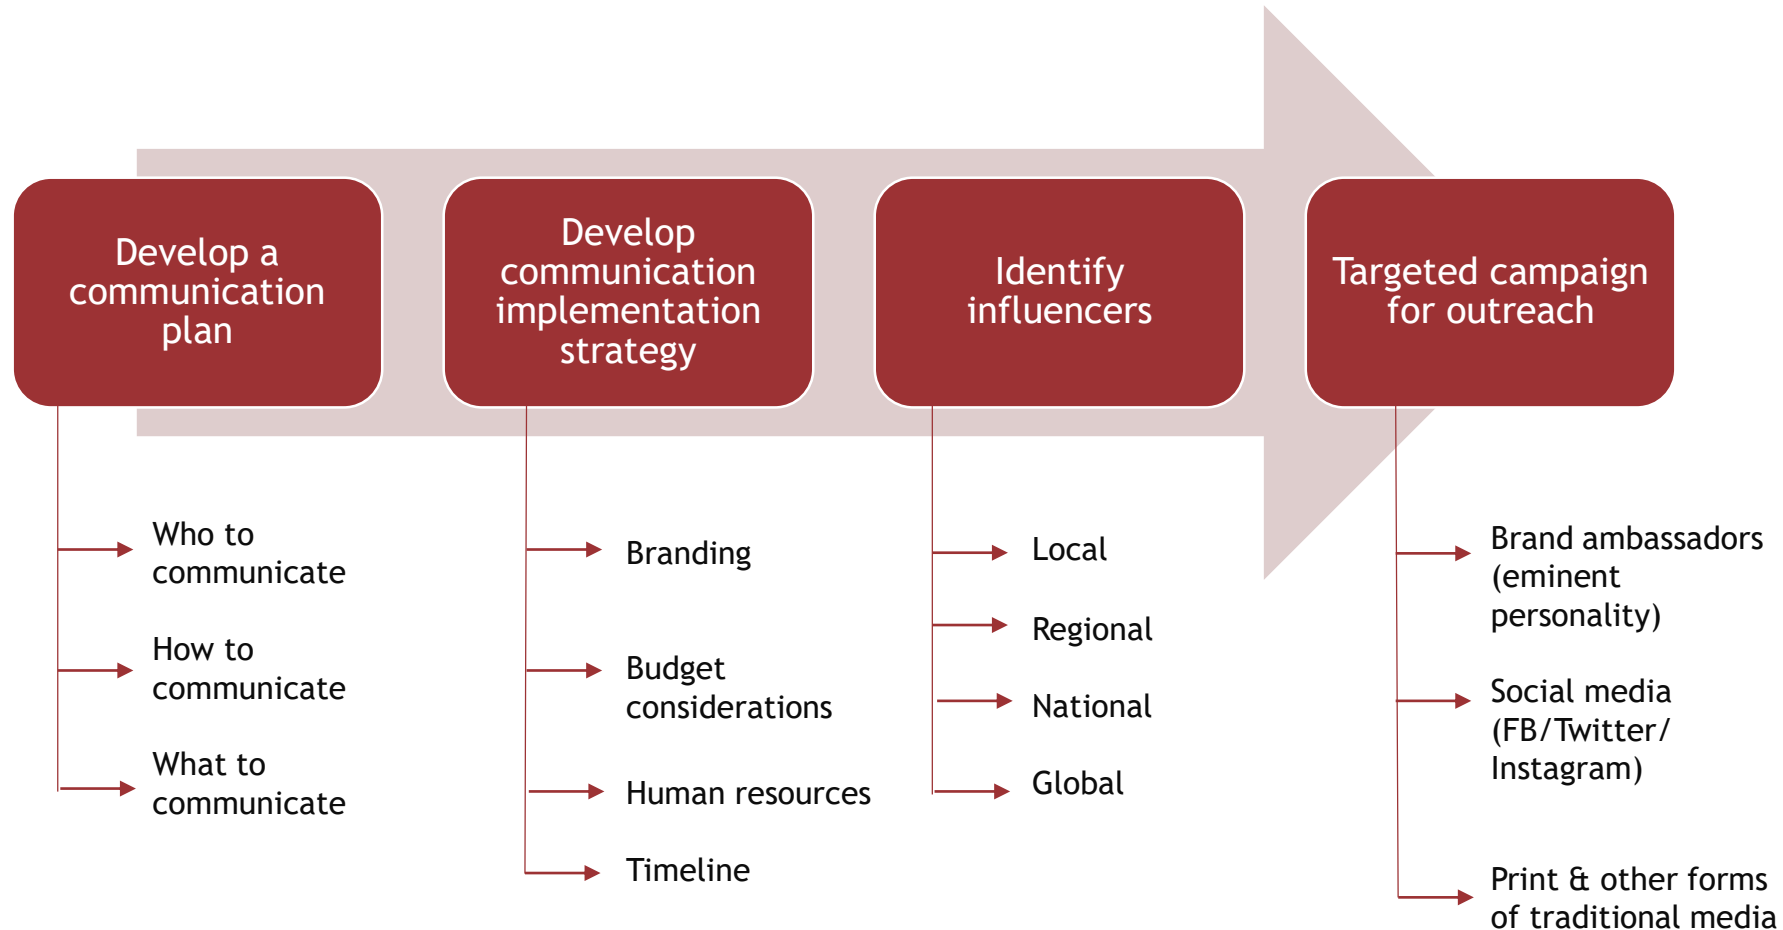 Develop a
communication
plan
Develop
communication
implementation
strategy
Identify
influencers
Targeted campaign
for outreach
Who to
communicate
How to
communicate
What to
communicate
Branding
Budget
considerations
Human resources
Timeline
Local
Regional
National
Global
Brand ambassadors
(eminent
personality)
Social media
(FB/Twitter/
Instagram)
Print & other forms
of traditional media